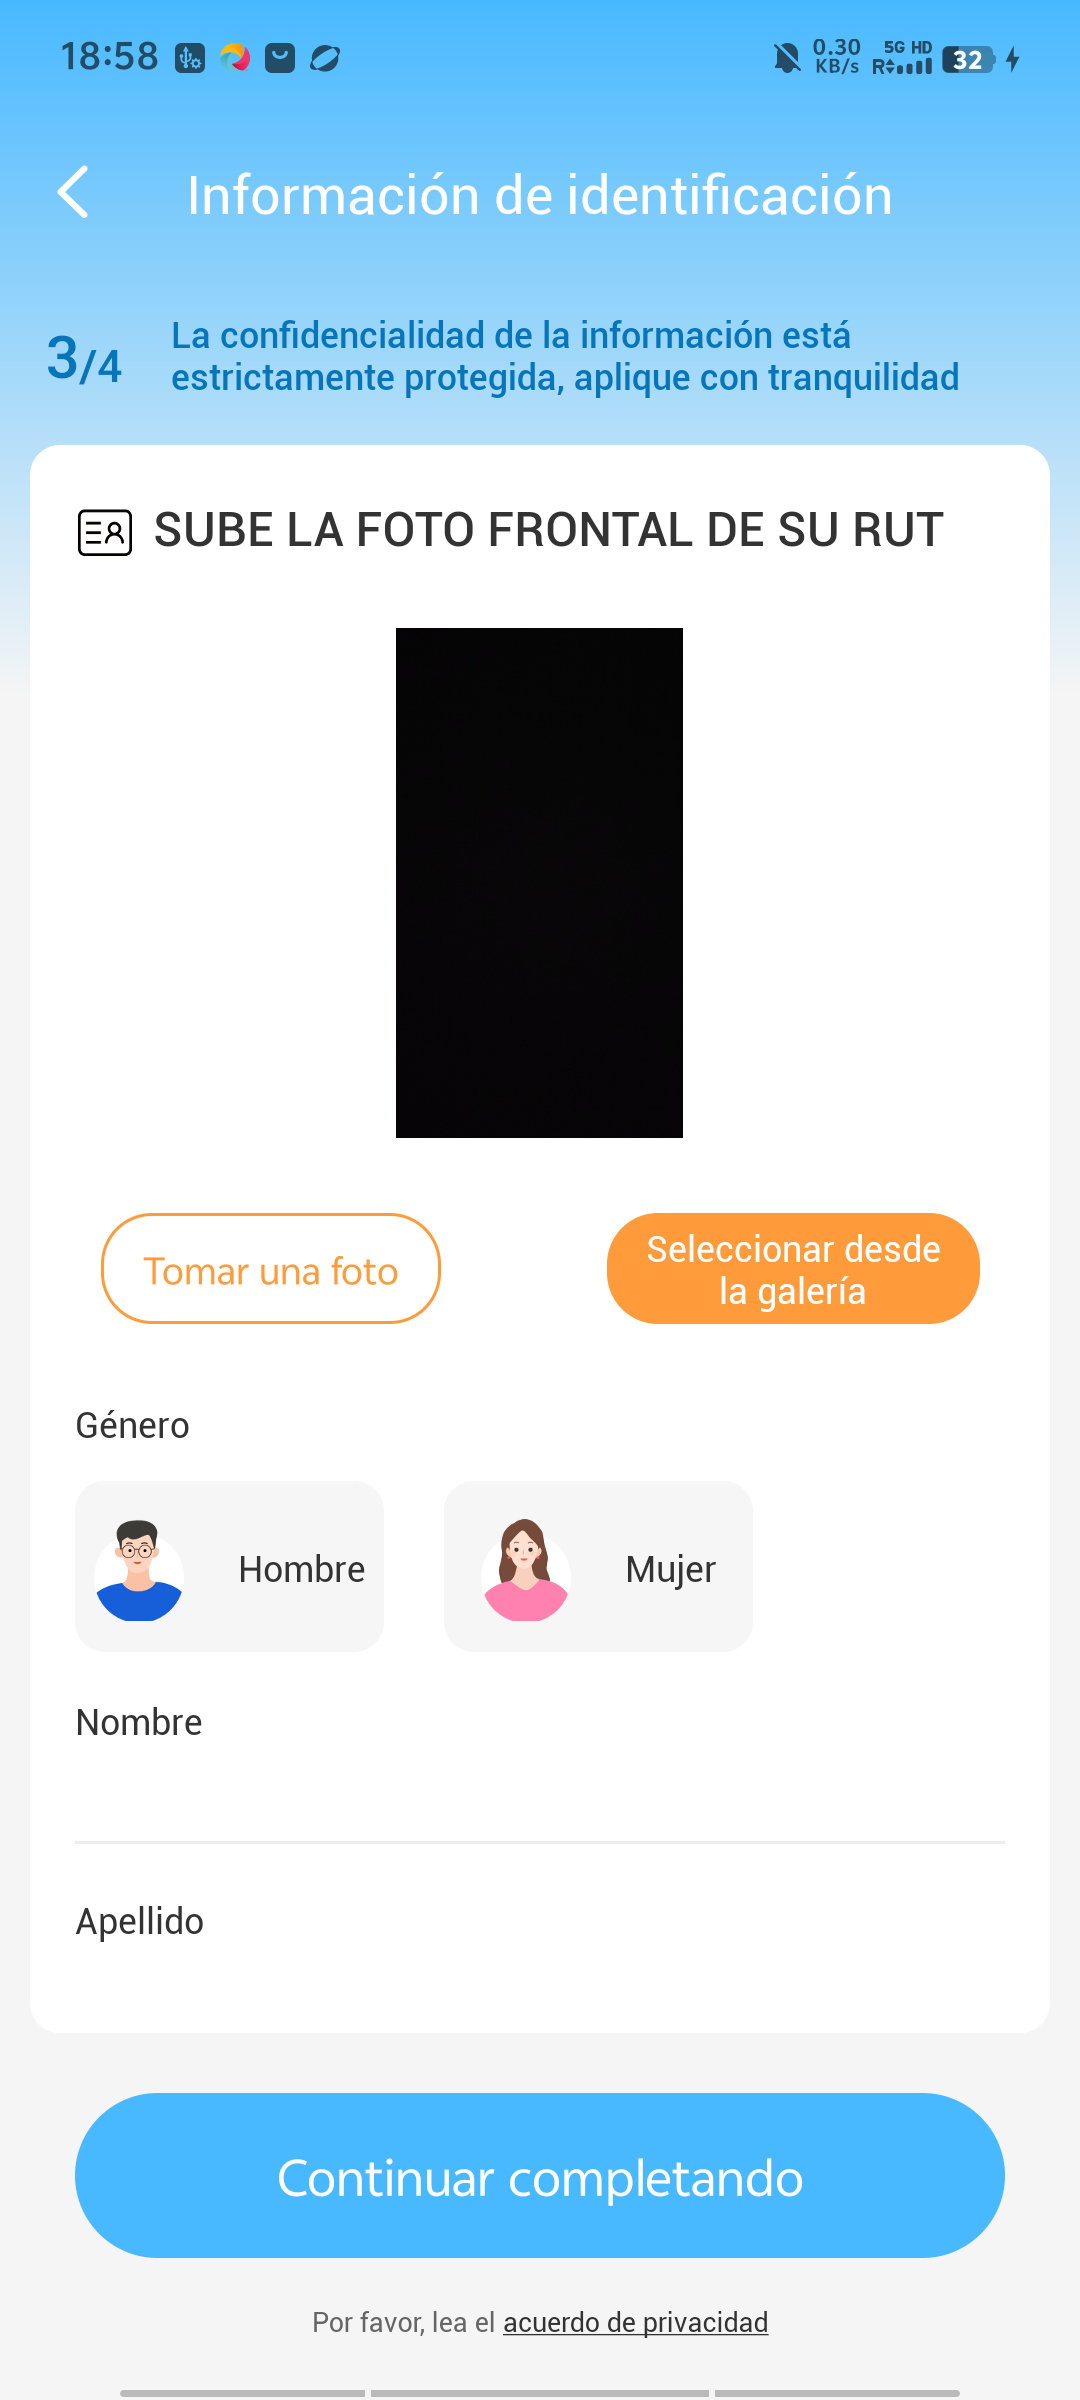 18:58
0.30
KB/s
5G HD
R
32
Información de identificación
3/4
La confidencialidad de la información está
estrictamente protegida, aplique con tranquilidad
SUBE LA FOTO FRONTAL DE SU RUT
Tomar una foto
Seleccionar desde
la galería
Género
Hombre
Mujer
Nombre
Apellido
Continuar completando
Por favor, lea el acuerdo de privacidad